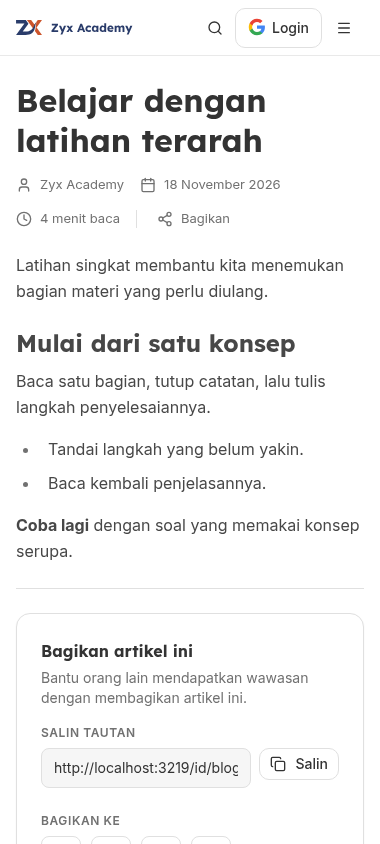 Zyx Academy
Login
Belajar dengan
latihan terarah
Zyx Academy
18 November 2026
4 menit baca
Bagikan
Latihan singkat membantu kita menemukan
bagian materi yang perlu diulang.
Mulai dari satu konsep
Baca satu bagian, tutup catatan, lalu tulis
langkah penyelesaiannya.
• Tandai langkah yang belum yakin.
• Baca kembali penjelasannya.
Coba lagi dengan soal yang memakai konsep
serupa.
Bagikan artikel ini
Bantu orang lain mendapatkan wawasan
dengan membagikan artikel ini.
SALIN TAUTAN
http://localhost:3219/id/blog
Salin
BAGIKAN KE